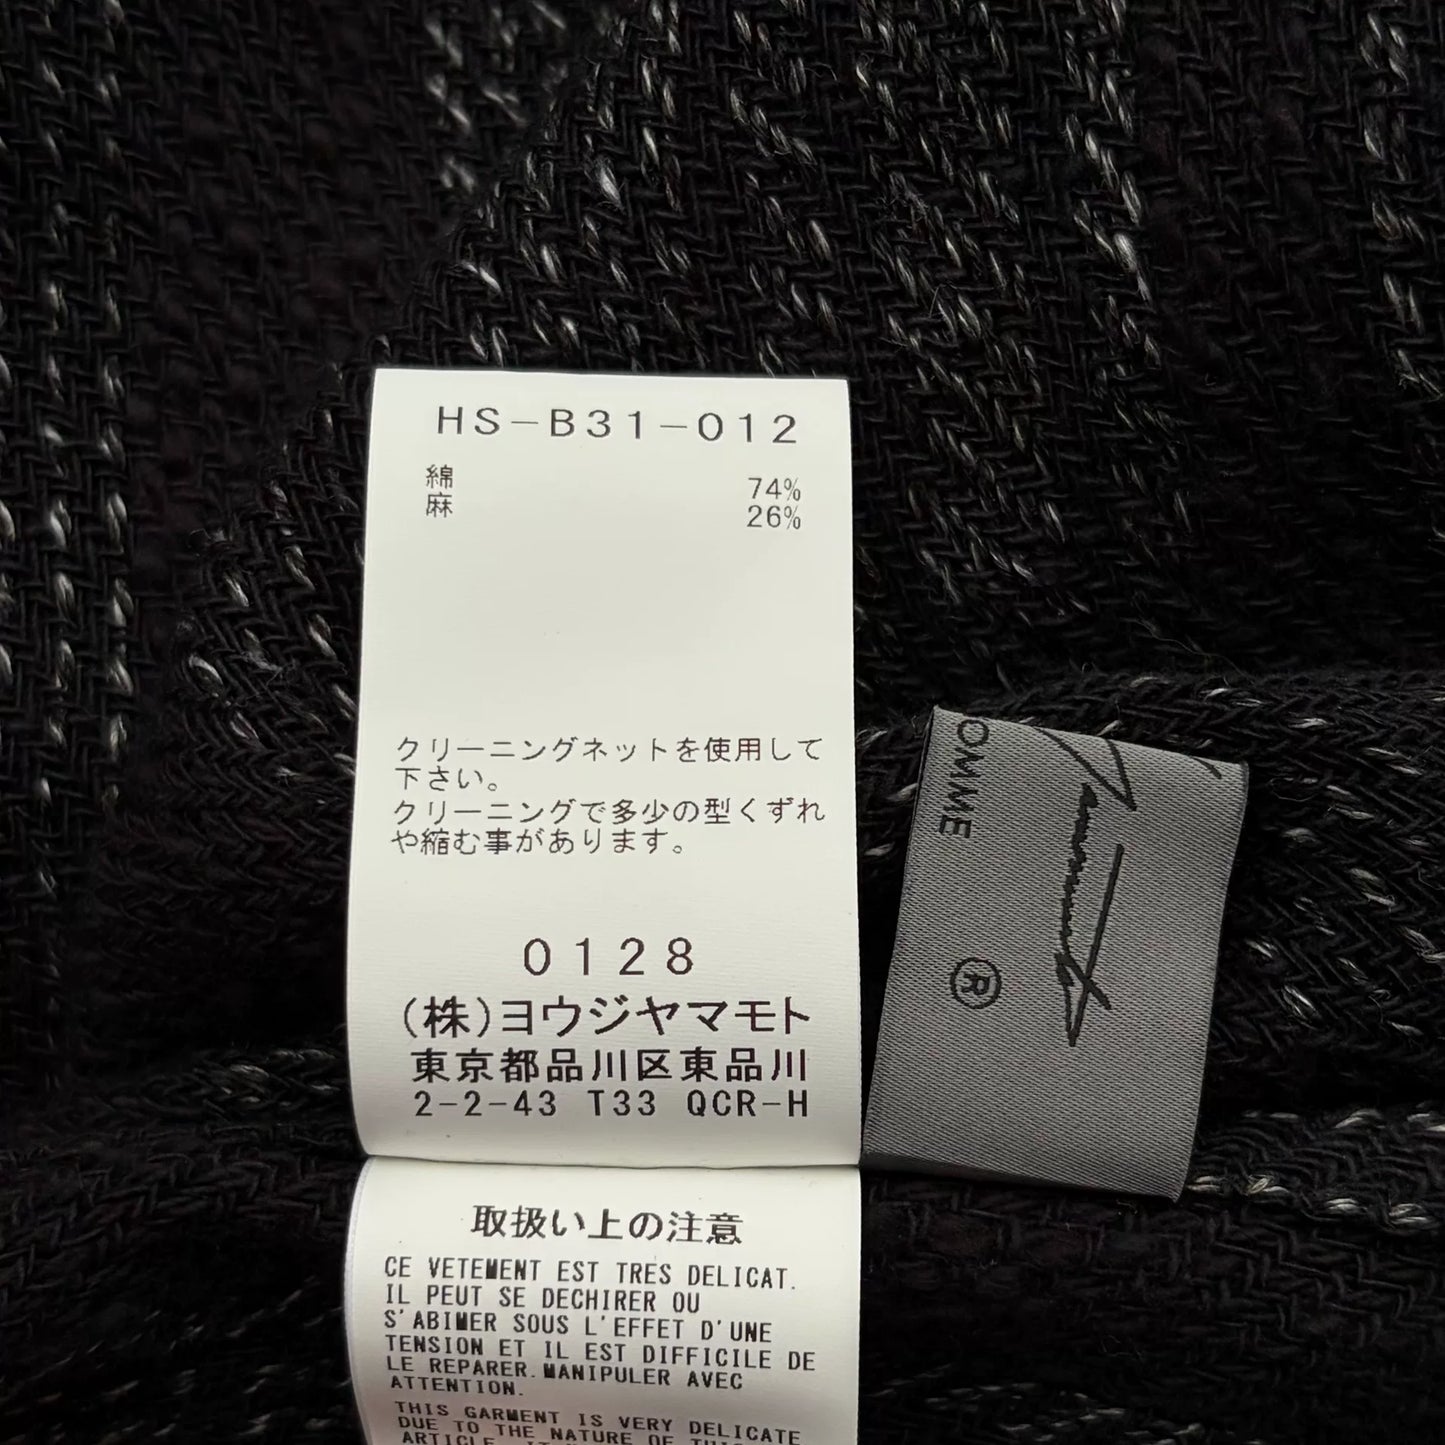 HS-B31-012
綿 74%
麻 26%
クリーニングネットを使用して
下さい。
クリーニングで多少の型くずれ
や縮む事があります。
0128
(株)ヨウジヤマモト
東京都品川区東品川
2-2-43 T33 QCR-H
取扱い上の注意
CE VETEMENT EST TRES DELICAT.
IL PEUT SE DECHIRER OU
S'ABIMER SOUS L'EFFET D'UNE
TENSION ET IL EST DIFFICILE DE
LE REPARER.MANIPULER AVEC
ATTENTION.
THIS GARMENT IS VERY DELICATE
DUE TO THE NATURE OF THIS
ARTICLE.
OMME
®